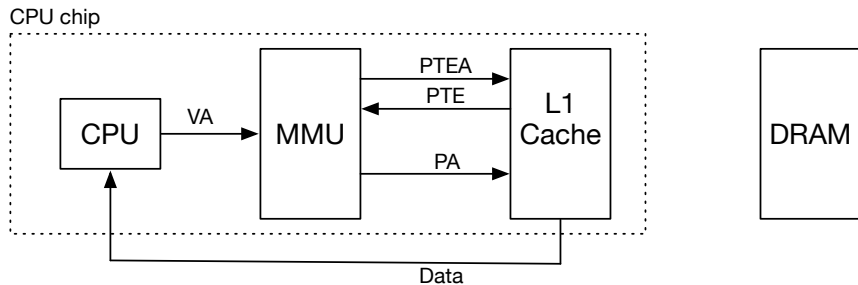 CPU chip
PTEA
PTE
VA
CPU
MMU
L1
Cache
DRAM
PA
Data